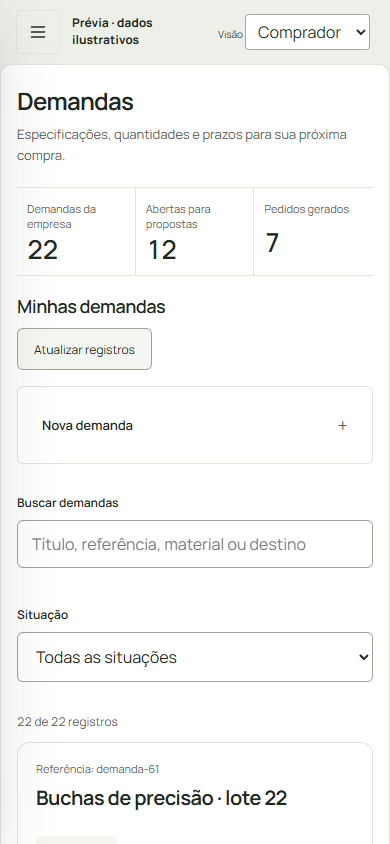 Prévia · dados
ilustrativos
Visão
Comprador
Demandas
Especificações, quantidades e prazos para sua próxima
compra.
Demandas da
empresa
22
Abertas para
propostas
12
Pedidos gerados
7
Minhas demandas
Atualizar registros
Nova demanda
+
Buscar demandas
Título, referência, material ou destino
Situação
Todas as situações
22 de 22 registros
Referência: demanda-61
Buchas de precisão · lote 22